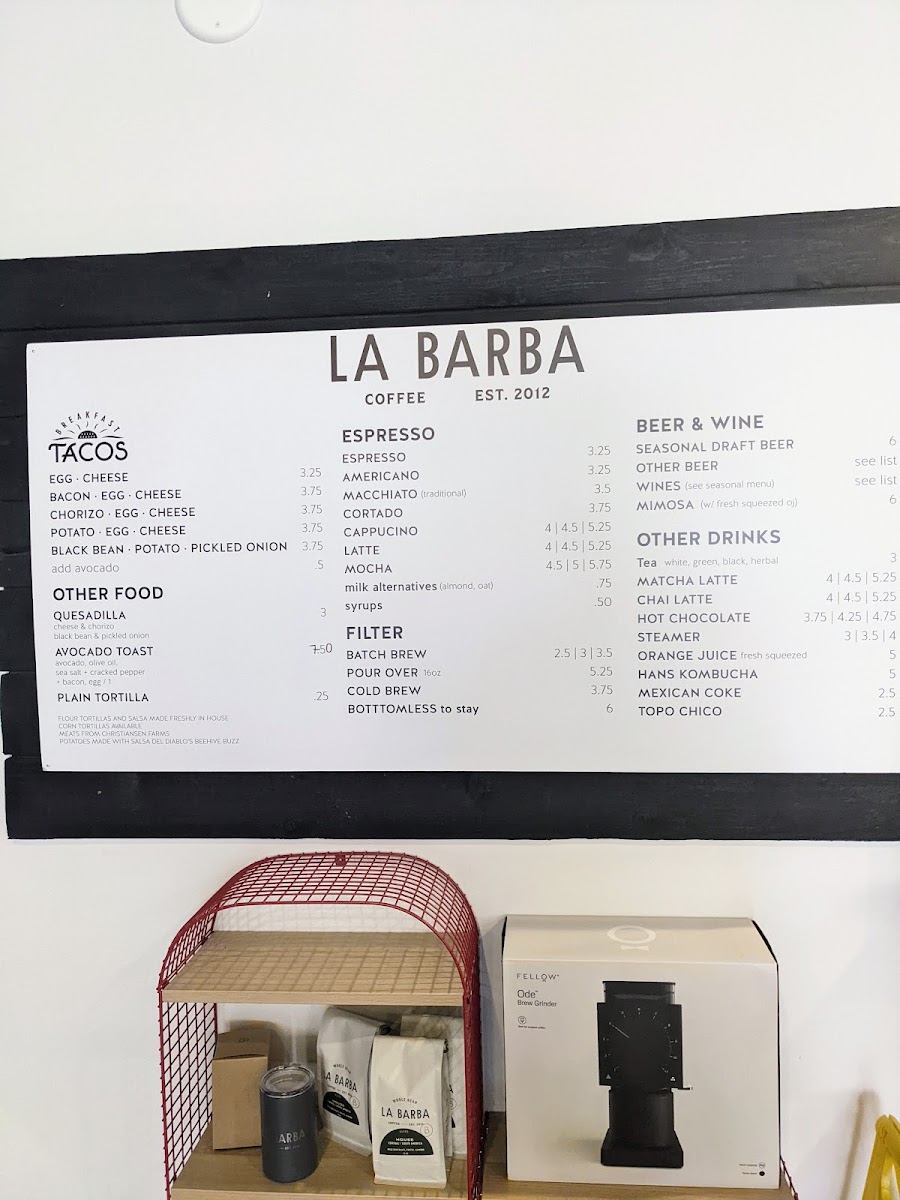 LA BARBA
COFFEE EST. 2012
BREAKFAST
TACOS
EGG · CHEESE 3.25
BACON · EGG · CHEESE 3.75
CHORIZO · EGG · CHEESE 3.75
POTATO · EGG · CHEESE 3.75
BLACK BEAN · POTATO · PICKLED ONION 3.75
add avocado .5
OTHER FOOD
QUESADILLA 3
cheese & chorizo
black bean & pickled onion
AVOCADO TOAST 7.50
avocado, olive oil,
sea salt + cracked pepper
+ bacon, egg / 1
PLAIN TORTILLA .25
FLOUR TORTILLAS AND SALSA MADE FRESHLY IN HOUSE
CORN TORTILLAS AVAILABLE
MEATS FROM CHRISTIANSEN FARMS
POTATOES MADE WITH SALSA DEL DIABLO'S BEEHIVE BUZZ
ESPRESSO
ESPRESSO 3.25
AMERICANO 3.25
MACCHIATO (traditional) 3.5
CORTADO 3.75
CAPPUCINO 4 | 4.5 | 5.25
LATTE 4 | 4.5 | 5.25
MOCHA 4.5 | 5 | 5.75
milk alternatives (almond, oat) .75
syrups .50
FILTER
BATCH BREW 2.5 | 3 | 3.5
POUR OVER 16oz 5.25
COLD BREW 3.75
BOTTTOMLESS to stay 6
BEER & WINE
SEASONAL DRAFT BEER 6
OTHER BEER see list
WINES (see seasonal menu) see list
MIMOSA (w/ fresh squeezed oj) 6
OTHER DRINKS
Tea white, green, black, herbal 3
MATCHA LATTE 4 | 4.5 | 5.25
CHAI LATTE 4 | 4.5 | 5.25
HOT CHOCOLATE 3.75 | 4.25 | 4.75
STEAMER 3 | 3.5 | 4
ORANGE JUICE fresh squeezed 5
HANS KOMBUCHA 5
MEXICAN COKE 2.5
TOPO CHICO 2.5
FELLOW
Ode™
Brew Grinder
LA BARBA
WHOLE BEAN
LA BARBA
WHOLE BEAN
LA BARBA
COFFEE
HOUSE